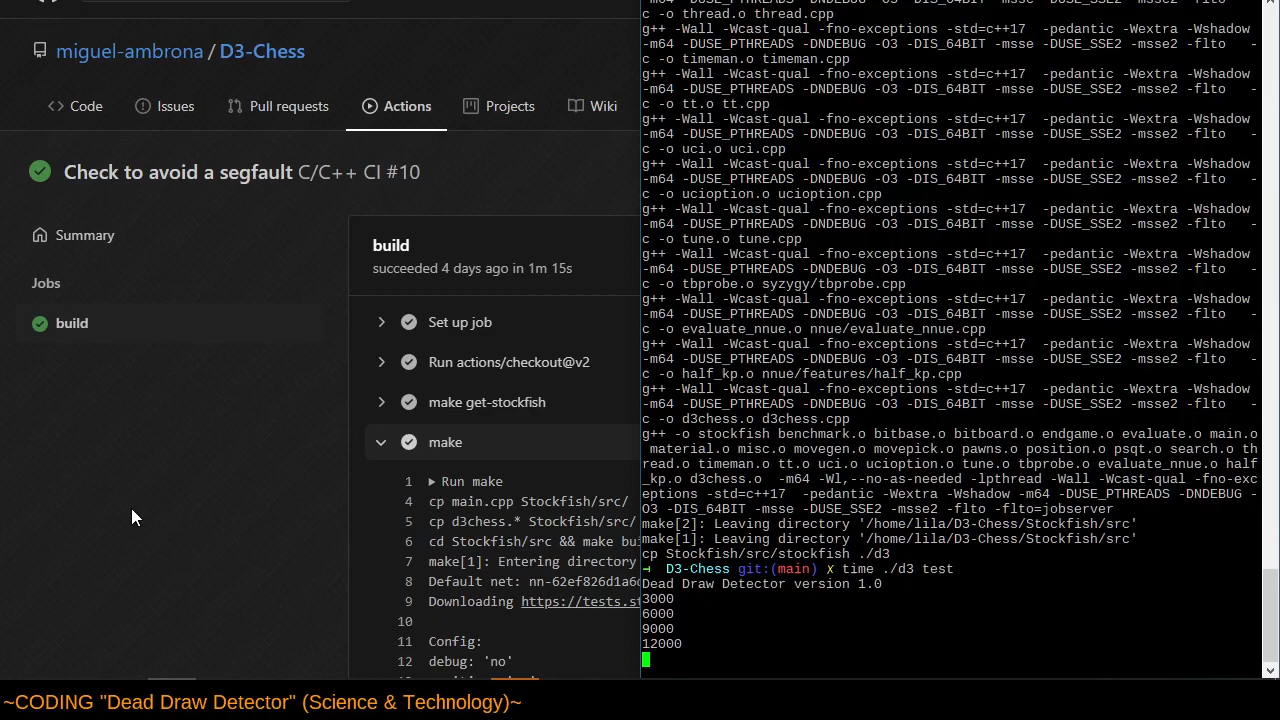 miguel-ambrona / D3-Chess
Code Issues Pull requests Actions Projects Wiki
Check to avoid a segfault C/C++ CI #10
Summary
Jobs
build
build
succeeded 4 days ago in 1m 15s
Set up job
Run actions/checkout@v2
make get-stockfish
make
1 ▶ Run make
4 cp main.cpp Stockfish/src/
5 cp d3chess.* Stockfish/src/
6 cd Stockfish/src && make bui
7 make[1]: Entering directory
8 Default net: nn-62ef826d1a6d
9 Downloading https://tests.st
10
11 Config:
12 debug: 'no'
-m64 -DUSE_PTHREADS -DNDEBUG -O3 -DIS_64BIT -msse -DUSE_SSE2 -msse2 -flto -
c -o thread.o thread.cpp
g++ -Wall -Wcast-qual -fno-exceptions -std=c++17 -pedantic -Wextra -Wshadow
-m64 -DUSE_PTHREADS -DNDEBUG -O3 -DIS_64BIT -msse -DUSE_SSE2 -msse2 -flto -
c -o timeman.o timeman.cpp
g++ -Wall -Wcast-qual -fno-exceptions -std=c++17 -pedantic -Wextra -Wshadow
-m64 -DUSE_PTHREADS -DNDEBUG -O3 -DIS_64BIT -msse -DUSE_SSE2 -msse2 -flto -
c -o tt.o tt.cpp
g++ -Wall -Wcast-qual -fno-exceptions -std=c++17 -pedantic -Wextra -Wshadow
-m64 -DUSE_PTHREADS -DNDEBUG -O3 -DIS_64BIT -msse -DUSE_SSE2 -msse2 -flto -
c -o uci.o uci.cpp
g++ -Wall -Wcast-qual -fno-exceptions -std=c++17 -pedantic -Wextra -Wshadow
-m64 -DUSE_PTHREADS -DNDEBUG -O3 -DIS_64BIT -msse -DUSE_SSE2 -msse2 -flto -
c -o ucioption.o ucioption.cpp
g++ -Wall -Wcast-qual -fno-exceptions -std=c++17 -pedantic -Wextra -Wshadow
-m64 -DUSE_PTHREADS -DNDEBUG -O3 -DIS_64BIT -msse -DUSE_SSE2 -msse2 -flto -
c -o tune.o tune.cpp
g++ -Wall -Wcast-qual -fno-exceptions -std=c++17 -pedantic -Wextra -Wshadow
-m64 -DUSE_PTHREADS -DNDEBUG -O3 -DIS_64BIT -msse -DUSE_SSE2 -msse2 -flto -
c -o tbprobe.o syzygy/tbprobe.cpp
g++ -Wall -Wcast-qual -fno-exceptions -std=c++17 -pedantic -Wextra -Wshadow
-m64 -DUSE_PTHREADS -DNDEBUG -O3 -DIS_64BIT -msse -DUSE_SSE2 -msse2 -flto -
c -o evaluate_nnue.o nnue/evaluate_nnue.cpp
g++ -Wall -Wcast-qual -fno-exceptions -std=c++17 -pedantic -Wextra -Wshadow
-m64 -DUSE_PTHREADS -DNDEBUG -O3 -DIS_64BIT -msse -DUSE_SSE2 -msse2 -flto -
c -o half_kp.o nnue/features/half_kp.cpp
g++ -Wall -Wcast-qual -fno-exceptions -std=c++17 -pedantic -Wextra -Wshadow
-m64 -DUSE_PTHREADS -DNDEBUG -O3 -DIS_64BIT -msse -DUSE_SSE2 -msse2 -flto -
c -o d3chess.o d3chess.cpp
g++ -o stockfish benchmark.o bitbase.o bitboard.o endgame.o evaluate.o main.o
material.o misc.o movegen.o movepick.o pawns.o position.o psqt.o search.o th
read.o timeman.o tt.o uci.o ucioption.o tune.o tbprobe.o evaluate_nnue.o half
_kp.o d3chess.o -m64 -Wl,--no-as-needed -lpthread -Wall -Wcast-qual -fno-exc
eptions -std=c++17 -pedantic -Wextra -Wshadow -m64 -DUSE_PTHREADS -DNDEBUG -
O3 -DIS_64BIT -msse -DUSE_SSE2 -msse2 -flto -flto=jobserver
make[2]: Leaving directory '/home/lila/D3-Chess/Stockfish/src'
make[1]: Leaving directory '/home/lila/D3-Chess/Stockfish/src'
cp Stockfish/src/stockfish ./d3
→ D3-Chess git:(main) ✗ time ./d3 test
Dead Draw Detector version 1.0
3000
6000
9000
12000
~CODING "Dead Draw Detector" (Science & Technology)~